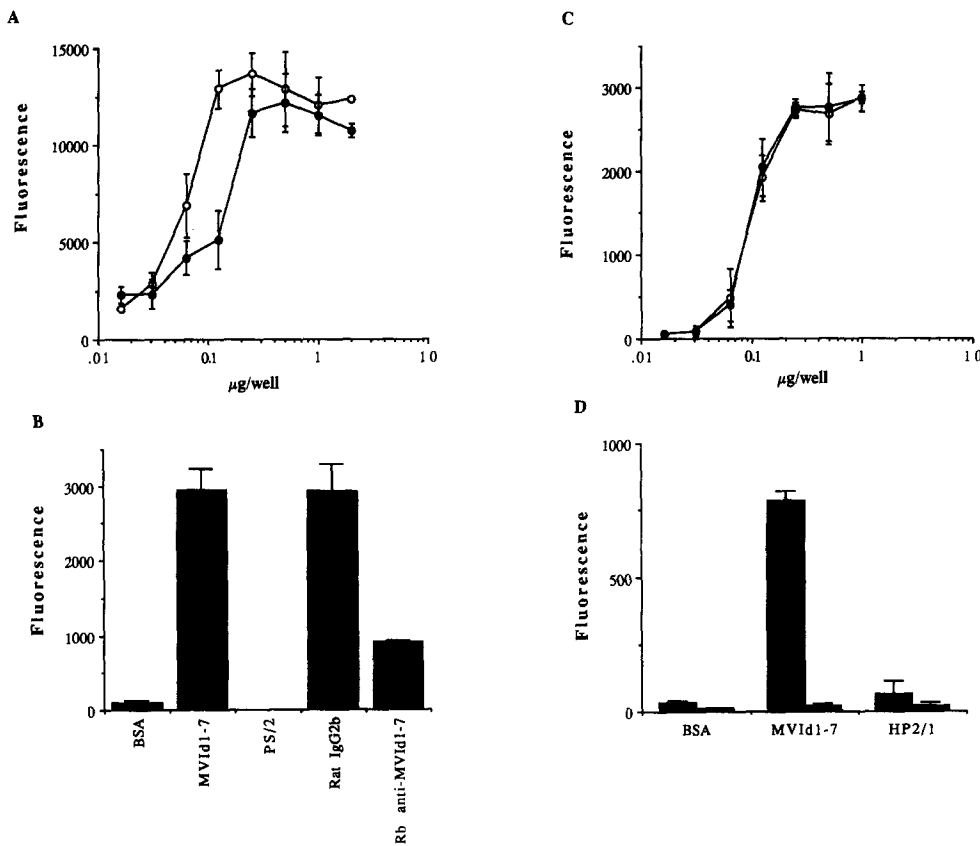 A
15000
10000
5000
0
Fluorescence
.01
0.1
1
10
µg/well
B
3000
2000
1000
0
Fluorescence
BSA
MVId1-7
PS/2
Rat IgG2b
Rb anti-MVId1-7
C
3000
2000
1000
0
Fluorescence
.01
0.1
1
10
µg/well
D
1000
500
0
Fluorescence
BSA
MVId1-7
HP2/1